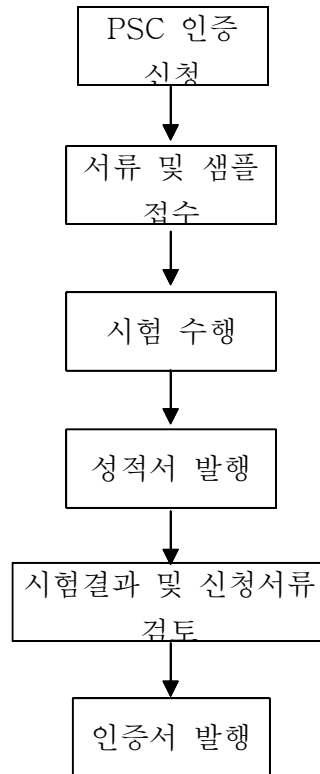 PSC 인증
신청
서류 및 샘플
접수
시험 수행
성적서 발행
시험결과 및 신청서류
검토
인증서 발행